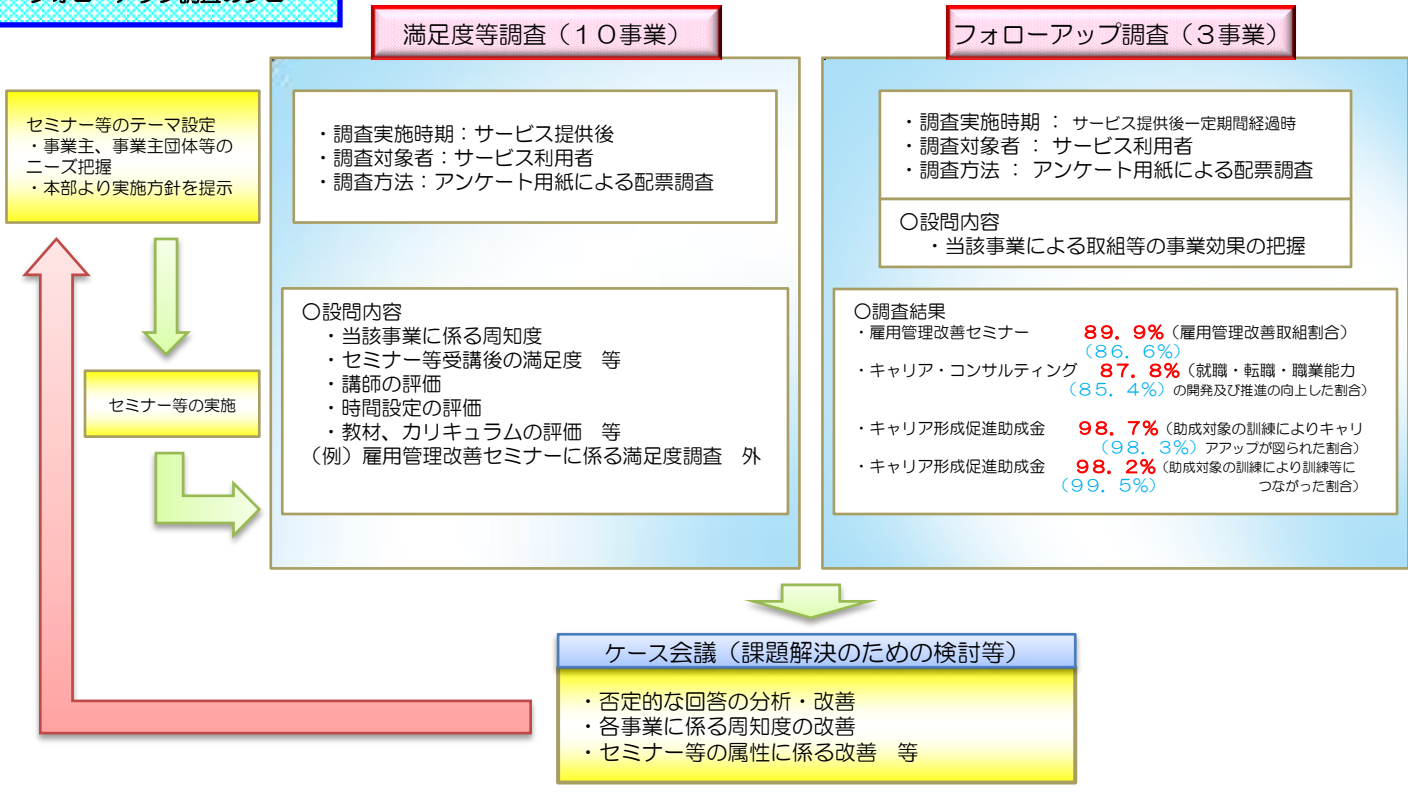 フォローアップ調査のフロー
満足度等調査（１０事業）
フォローアップ調査（３事業）
セミナー等のテーマ設定
・事業主、事業主団体等の
ニーズ把握
・本部より実施方針を提示
セミナー等の実施
・調査実施時期：サービス提供後
・調査対象者：サービス利用者
・調査方法：アンケート用紙による配票調査
〇設問内容
・当該事業に係る周知度
・セミナー等受講後の満足度　等
・講師の評価
・時間設定の評価
・教材、カリキュラムの評価　等
（例）雇用管理改善セミナーに係る満足度調査　外
・調査実施時期 ： サービス提供後一定期間経過時
・調査対象者 ： サービス利用者
・調査方法 ： アンケート用紙による配票調査
〇設問内容
・当該事業による取組等の事業効果の把握
〇調査結果
・雇用管理改善セミナー　８９．９%（雇用管理改善取組割合）
（８６．６%）
・キャリア・コンサルティング　８７．８%（就職・転職・職業能力
（８５．４%）の開発及び推進の向上した割合）
・キャリア形成促進助成金　９８．７%（助成対象の訓練によりキャリ
（９８．３%）アアップが図られた割合）
・キャリア形成促進助成金　９８．２%（助成対象の訓練により訓練等に
（９９．５%）　つながった割合）
ケース会議（課題解決のための検討等）
・否定的な回答の分析・改善
・各事業に係る周知度の改善
・セミナー等の属性に係る改善　等